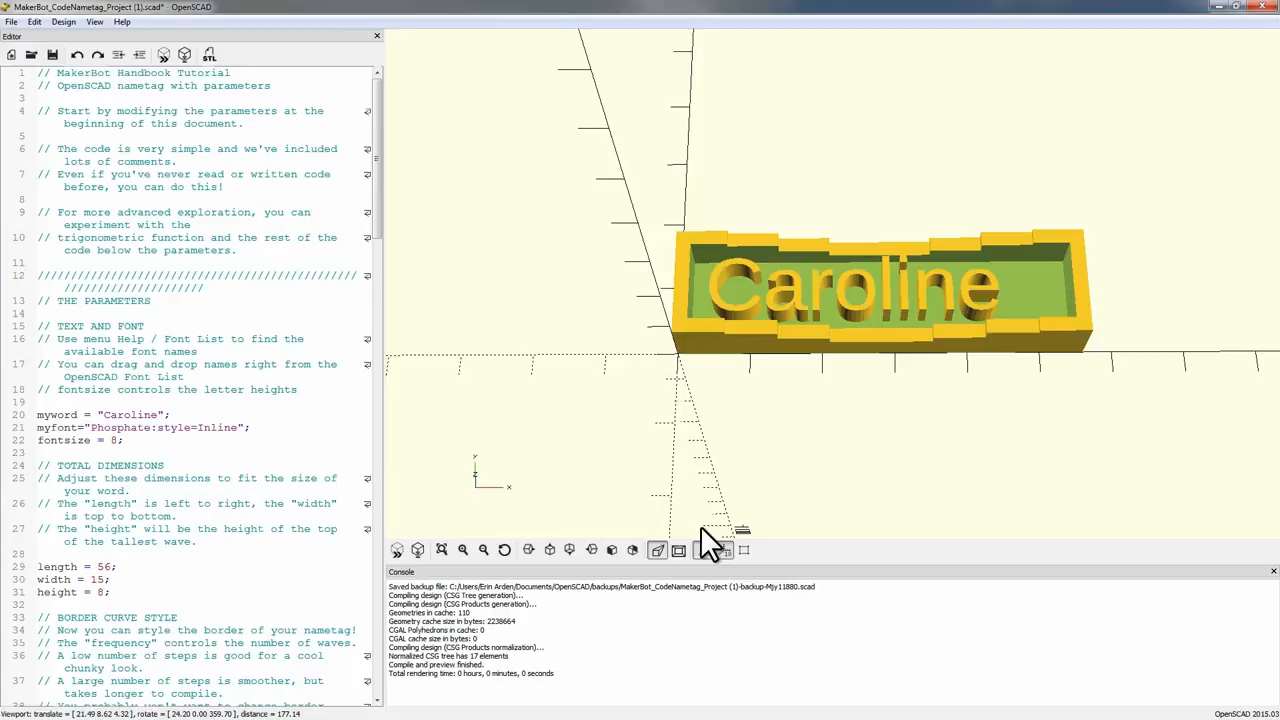 MakerBot_CodeNametag_Project (1).scad* - OpenSCAD
File Edit Design View Help
Editor
STL
1 // MakerBot Handbook Tutorial
2 // OpenSCAD nametag with parameters
3
4 // Start by modifying the parameters at the
beginning of this document.
5
6 // The code is very simple and we've included
lots of comments.
7 // Even if you've never read or written code
before, you can do this!
8
9 // For more advanced exploration, you can
experiment with the
10 // trigonometric function and the rest of the
code below the parameters.
11
12 ///////////////////////////////////////////////
/////////////////////
13 // THE PARAMETERS
14
15 // TEXT AND FONT
16 // Use menu Help / Font List to find the
available font names
17 // You can drag and drop names right from the
OpenSCAD Font List
18 // fontsize controls the letter heights
19
20 myword = "Caroline";
21 myfont="Phosphate:style=Inline";
22 fontsize = 8;
23
24 // TOTAL DIMENSIONS
25 // Adjust these dimensions to fit the size of
your word.
26 // The "length" is left to right, the "width"
is top to bottom.
27 // The "height" will be the height of the top
of the tallest wave.
28
29 length = 56;
30 width = 15;
31 height = 8;
32
33 // BORDER CURVE STYLE
34 // Now you can style the border of your nametag!
35 // The "frequency" controls the number of waves.
36 // A low number of steps is good for a cool
chunky look.
37 // A large number of steps is smoother, but
takes longer to compile.
38 // You probably won't want to change border
Caroline
Y
Z
X
10
Console
Saved backup file: C:/Users/Erin Arden/Documents/OpenSCAD/backups/MakerBot_CodeNametag_Project (1)-backup-Mjy11880.scad
Compiling design (CSG Tree generation)...
Compiling design (CSG Products generation)...
Geometries in cache: 110
Geometry cache size in bytes: 2238664
CGAL Polyhedrons in cache: 0
CGAL cache size in bytes: 0
Compiling design (CSG Products normalization)...
Normalized CSG tree has 17 elements
Compile and preview finished.
Total rendering time: 0 hours, 0 minutes, 0 seconds
Viewport: translate = [ 21.49 8.62 4.32 ], rotate = [ 24.20 0.00 359.70 ], distance = 177.14
OpenSCAD 2015.03